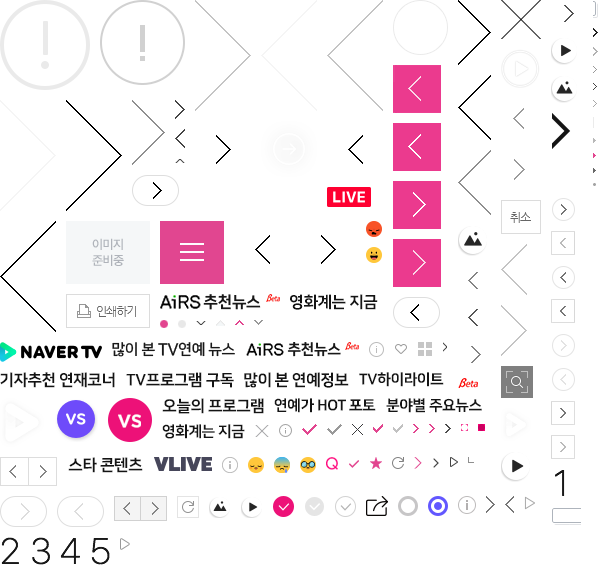 LIVE
취소
이미지
준비중
인쇄하기
AiRS 추천뉴스 Beta
영화계는 지금
NAVER TV
많이 본 TV연예 뉴스
AiRS 추천뉴스 Beta
기자추천 연재코너
TV프로그램 구독
많이 본 연예정보
TV하이라이트
Beta
VS
VS
오늘의 프로그램
연예가 HOT 포토
분야별 주요뉴스
영화계는 지금
스타 콘텐츠
VLIVE
1
2 3 4 5